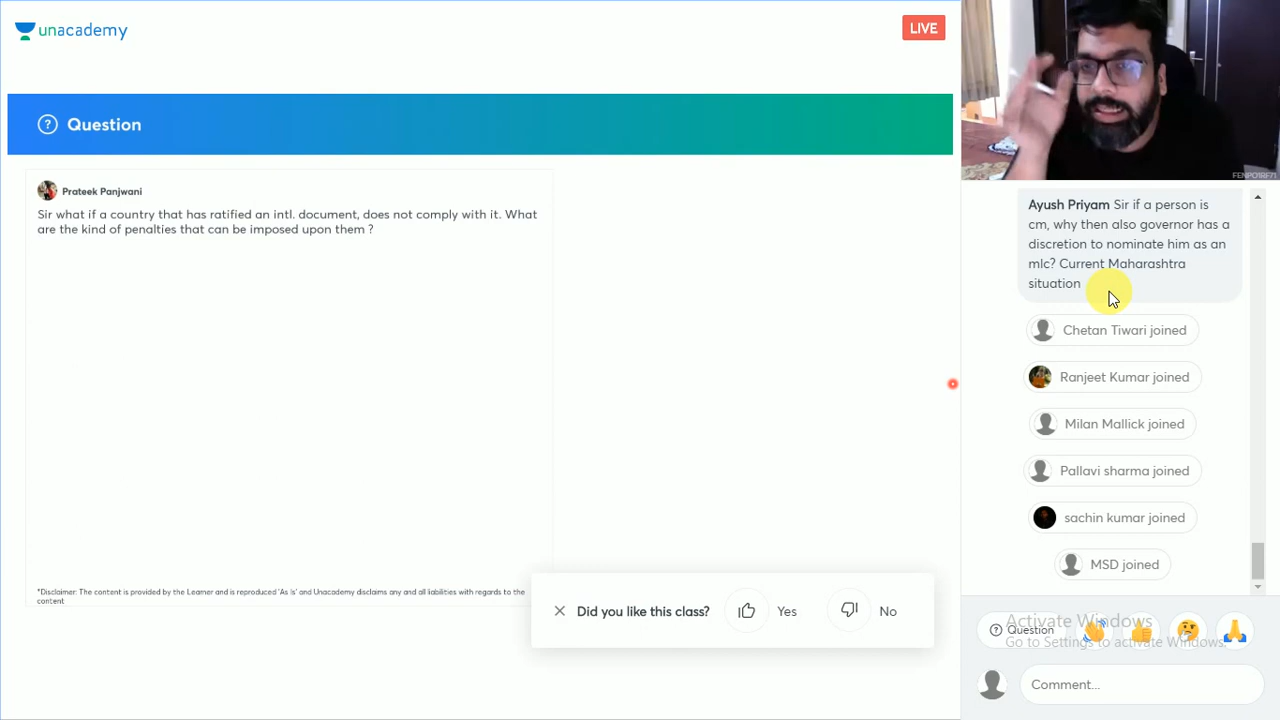 unacademy
LIVE
Question
Prateek Panjwani
Sir what if a country that has ratified an intl. document, does not comply with it. What
are the kind of penalties that can be imposed upon them ?
*Disclaimer: The content is provided by the Learner and is reproduced 'As Is' and Unacademy disclaims any and all liabilities with regards to the
content
Did you like this class?
Yes
No
FENPO1RF71
Ayush Priyam Sir if a person is
cm, why then also governor has a
discretion to nominate him as an
mlc? Current Maharashtra
situation
Chetan Tiwari joined
Ranjeet Kumar joined
Milan Mallick joined
Pallavi sharma joined
sachin kumar joined
MSD joined
Activate Windows
Question
Go to Settings to activate Windows.
Comment...